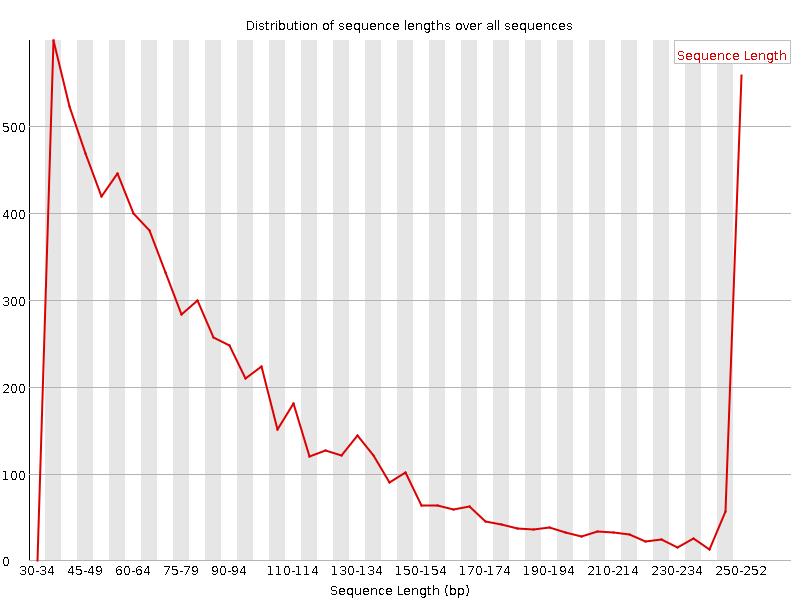 Distribution of sequence lengths over all sequences
Sequence Length
500
400
300
200
100
0
30-34 45-49 60-64 75-79 90-94 110-114 130-134 150-154 170-174 190-194 210-214 230-234 250-252
Sequence Length (bp)